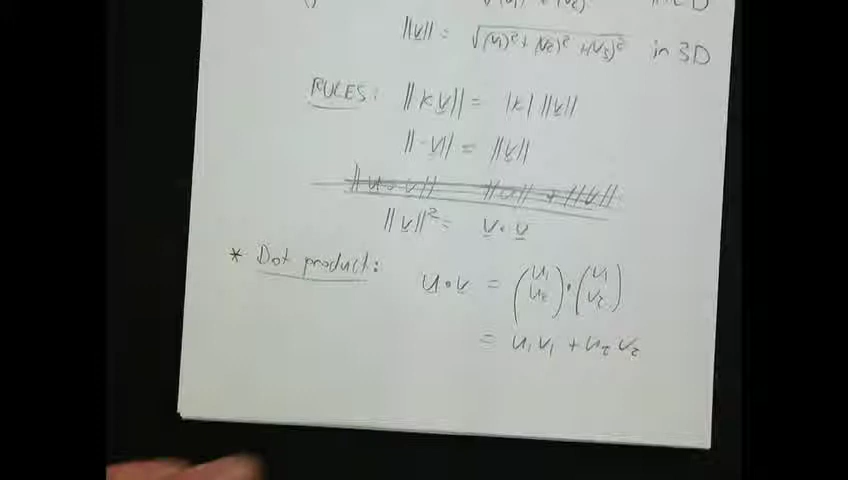 ||v|| = √(v₁)² + (v₂)² + (v₃)² in 3D
RULES: ||kv|| = |k| ||v||
||-v|| = ||v||
||v||² = v · v
* Dot product: u · v = (u₁ u₂) · (v₁ v₂)
= u₁v₁ + u₂v₂